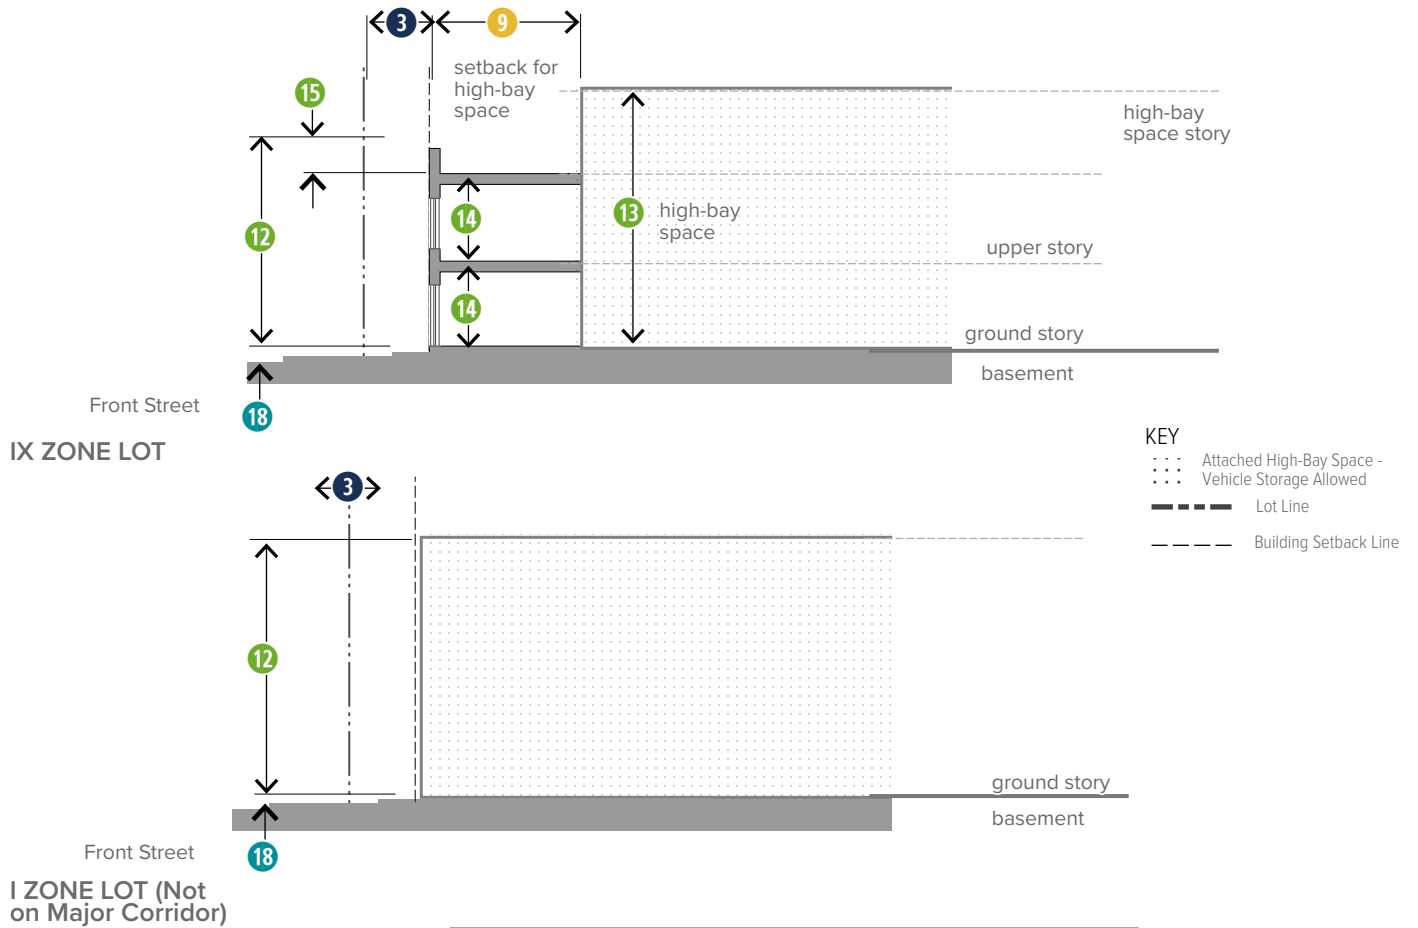 3
9
setback for
high-bay
space
15
high-bay
space story
12
14
13
high-bay
space
upper story
14
ground story
basement
Front Street
18
IX ZONE LOT
KEY
Attached High-Bay Space -
Vehicle Storage Allowed
Lot Line
Building Setback Line
3
12
ground story
basement
Front Street
18
I ZONE LOT (Not
on Major Corridor)